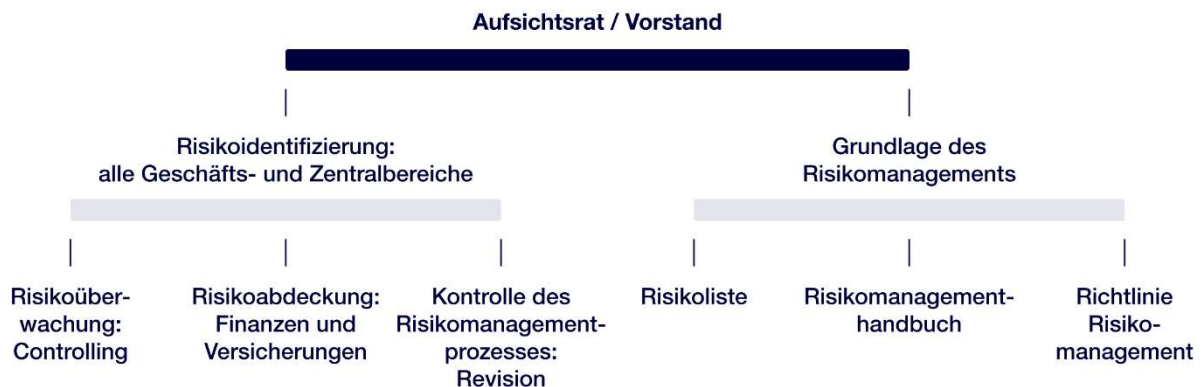 Aufsichtsrat / Vorstand
Risikoidentifizierung:
alle Geschäfts- und Zentralbereiche
Grundlage des
Risikomanagements
Risikoüber-
wachung:
Controlling
Risikoabdeckung:
Finanzen und
Versicherungen
Kontrolle des
Risikomanagement-
prozesses:
Revision
Risikoliste
Risikomanagement-
handbuch
Richtlinie
Risiko-
management